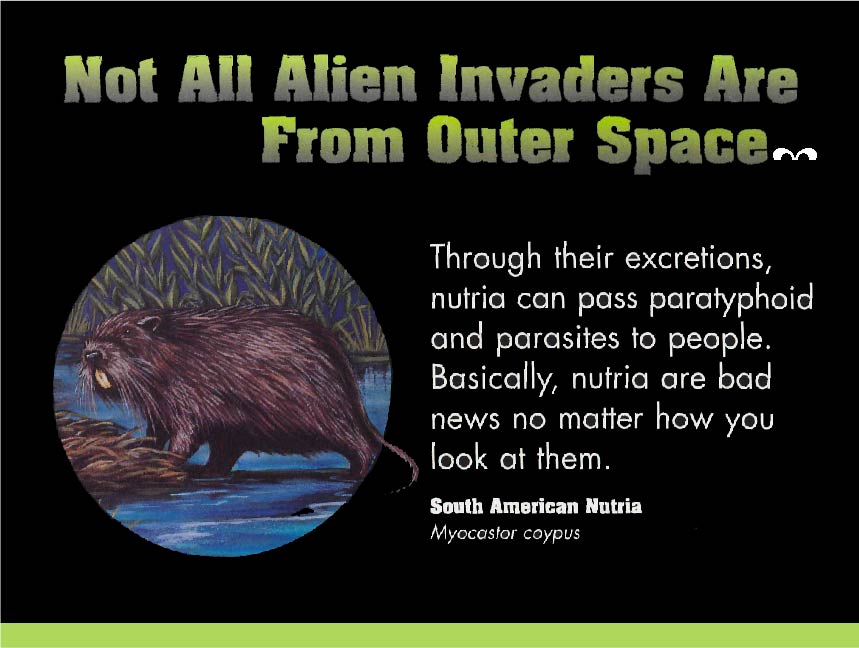 Not All Alien Invaders Are
From Outer Space...
Through their excretions,
nutria can pass paratyphoid
and parasites to people.
Basically, nutria are bad
news no matter how you
look at them.
South American Nutria
Myocastor coypus